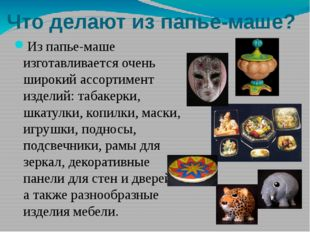 Что делают из папье-маше?
Из папье-маше
изготавливается очень
широкий ассортимент
изделий: табакерки,
шкатулки, копилки, маски,
игрушки, подносы,
подсвечники, рамы для
зеркал, декоративные
панели для стен и дверей
а также разнообразные
изделия мебели.